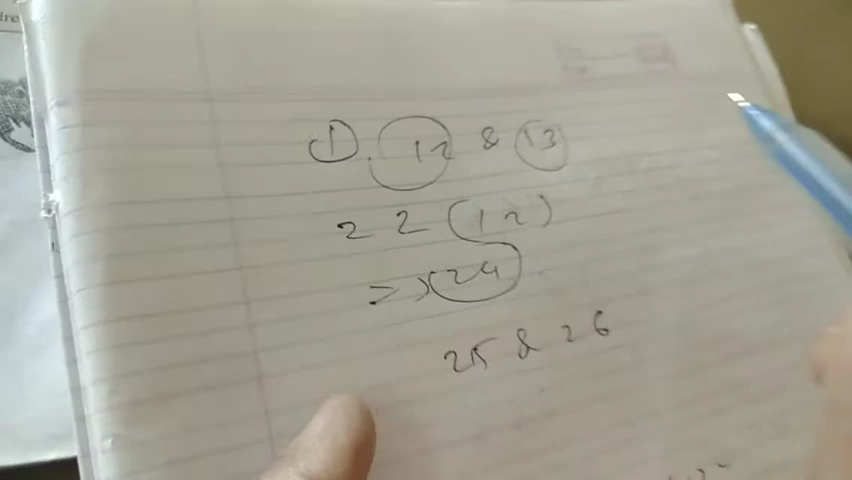 ① . 12 & 13
2 2 (12)
=> 24
25 & 26